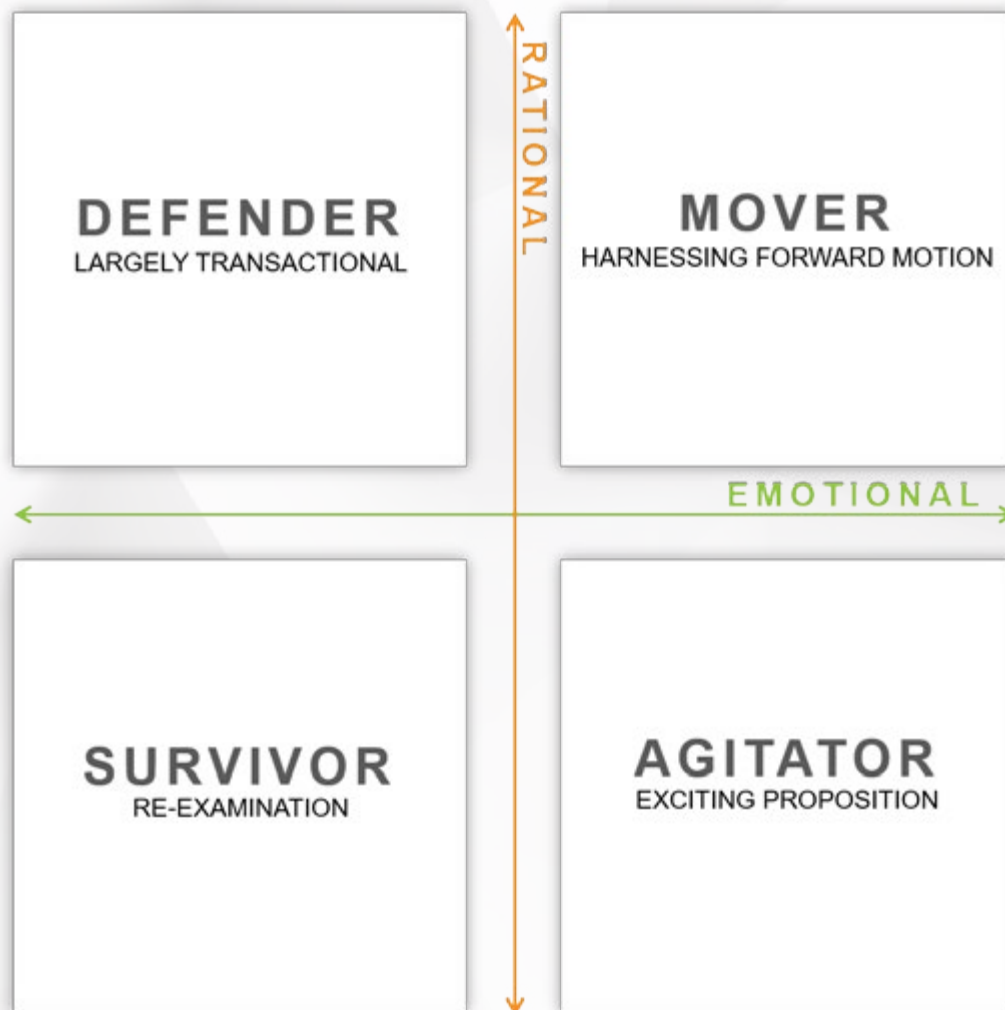 RATIONAL
DEFENDER
LARGELY TRANSACTIONAL
MOVER
HARNESSING FORWARD MOTION
EMOTIONAL
SURVIVOR
RE-EXAMINATION
AGITATOR
EXCITING PROPOSITION